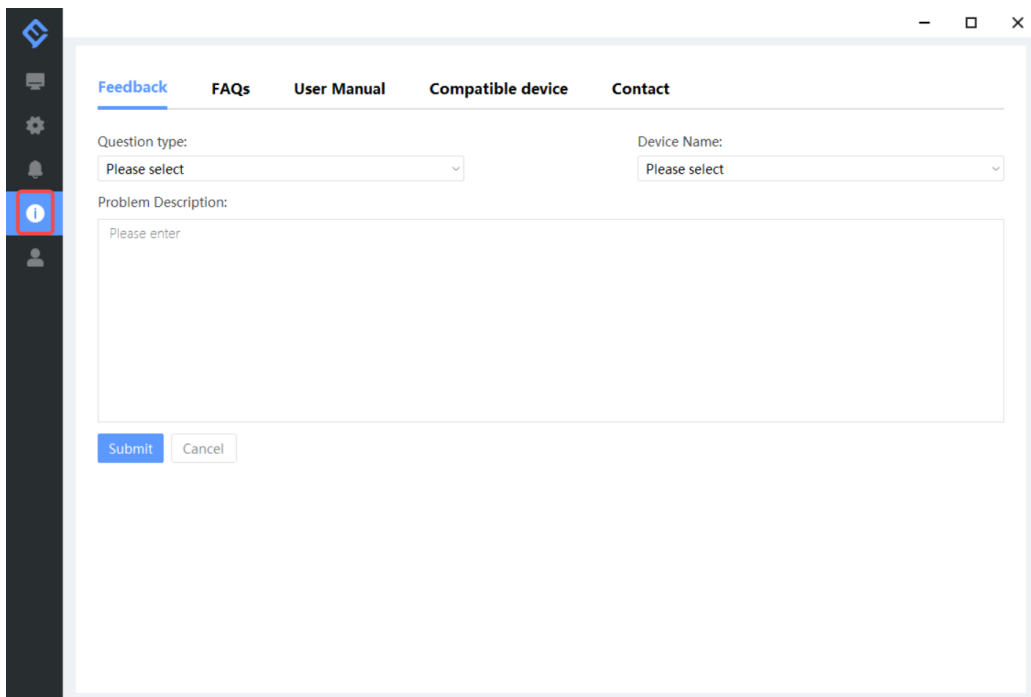 Feedback FAQs User Manual Compatible device Contact
Question type: Device Name:
Please select Please select
Problem Description:
Please enter
Submit Cancel